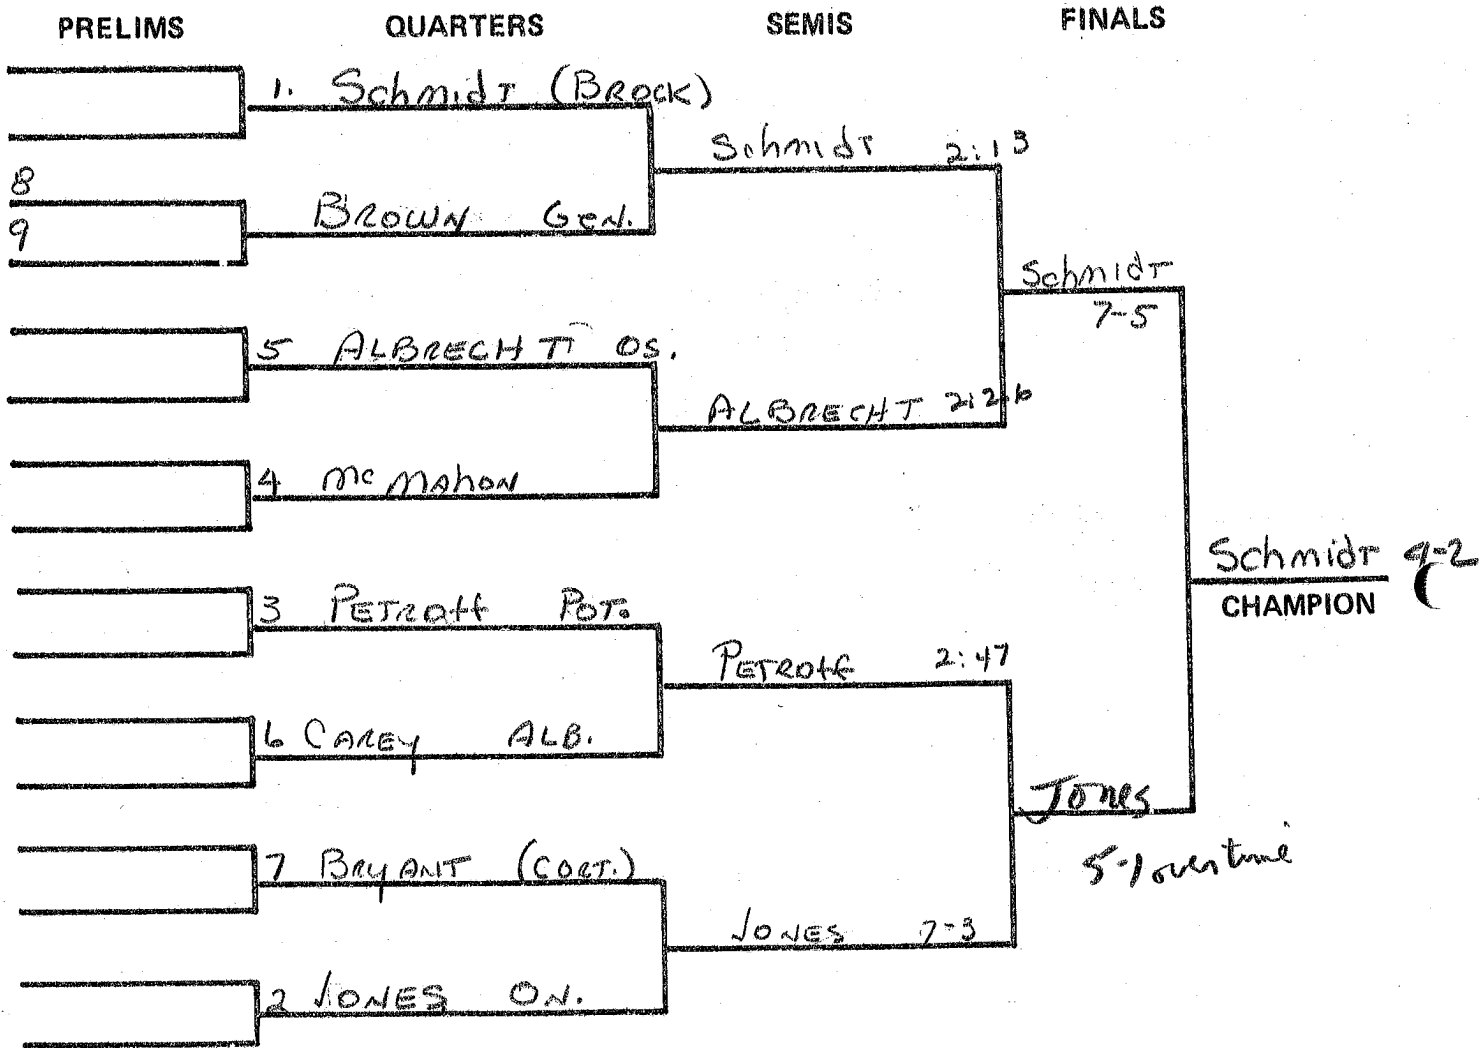 PRELIMS QUARTERS SEMIS FINALS
1. Schmidt (BROCK)
Schmidt 2:13
8
BROWN Gen.
9
Schmidt
7-5
5 ALBRECHT OS.
ALBRECHT 2:26
4 McMAhON
Schmidt 9-2
CHAMPION
3 PETROff POT.
PETROff 2:47
6 CAREY ALB.
JONES
5-1 overtime
7 BRYANT (CORT.)
JONES 7-3
2 JONES ON.